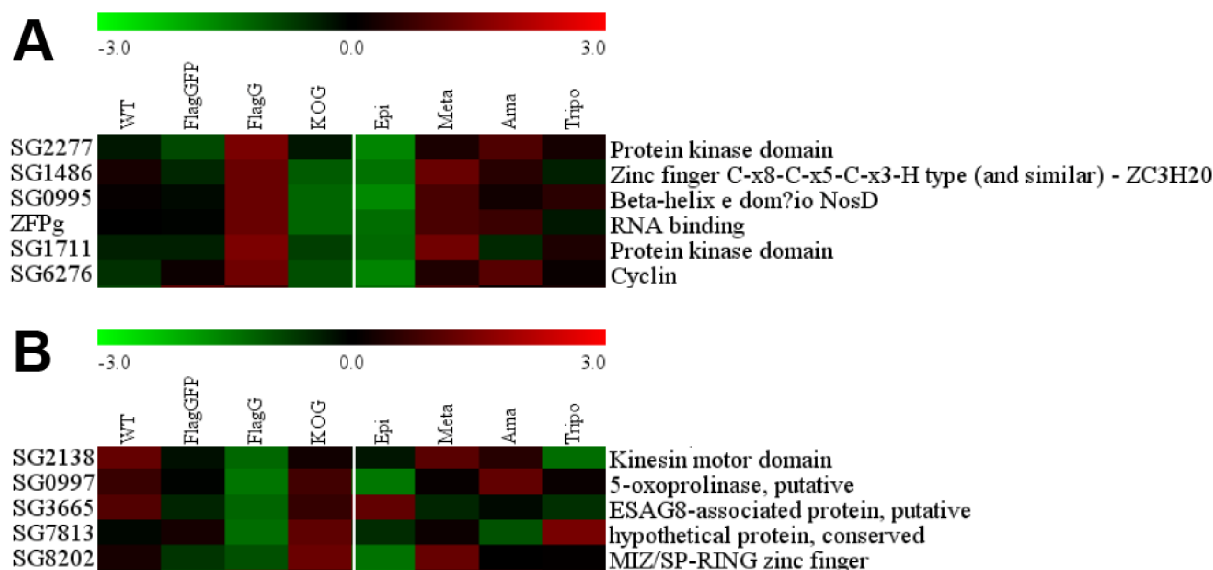 A
-3.0 0.0 3.0
WT FlagGFP FlagG KOG Epi Meta Ama Tripo
SG2277 Protein kinase domain
SG1486 Zinc finger C-x8-C-x5-C-x3-H type (and similar) - ZC3H20
SG0995 Beta-helix e dom?io NosD
ZFPg RNA binding
SG1711 Protein kinase domain
SG6276 Cyclin
B
-3.0 0.0 3.0
WT FlagGFP FlagG KOG Epi Meta Ama Tripo
SG2138 Kinesin motor domain
SG0997 5-oxoprolinase, putative
SG3665 ESAG8-associated protein, putative
SG7813 hypothetical protein, conserved
SG8202 MIZ/SP-RING zinc finger